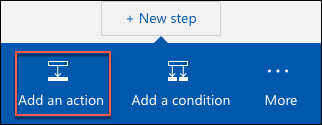 + New step
Add an action
Add a condition
More